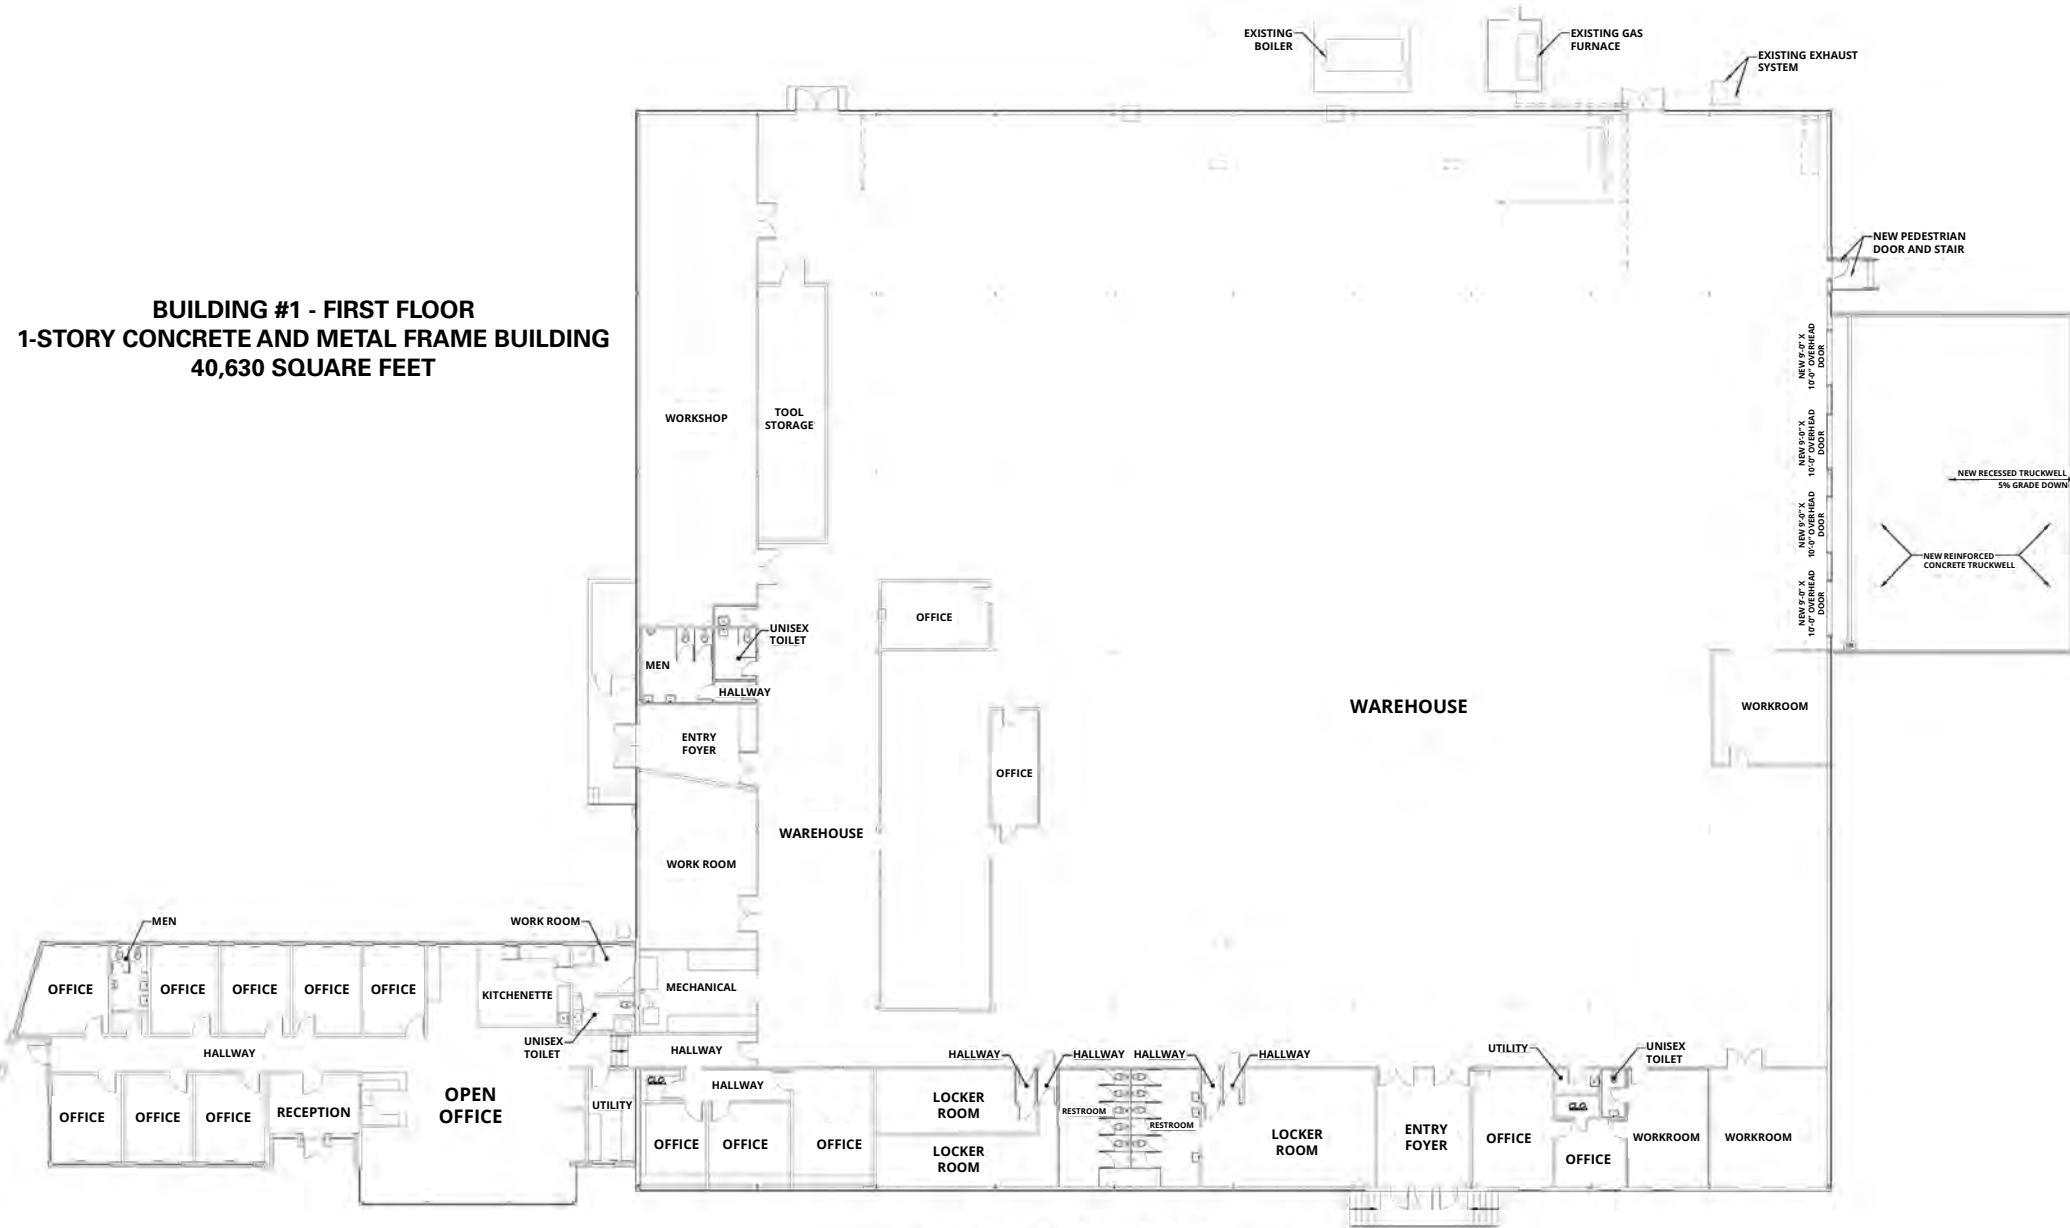 EXISTING
BOILER
EXISTING GAS
FURNACE
EXISTING EXHAUST
SYSTEM
NEW PEDESTRIAN
DOOR AND STAIR
BUILDING #1 - FIRST FLOOR
1-STORY CONCRETE AND METAL FRAME BUILDING
40,630 SQUARE FEET
NEW 9'-0" X
10'-0" OVERHEAD
DOOR
NEW 9'-0" X
10'-0" OVERHEAD
DOOR
NEW 9'-0" X
10'-0" OVERHEAD
DOOR
NEW 9'-0" X
10'-0" OVERHEAD
DOOR
WORKSHOP
TOOL
STORAGE
NEW RECESSED TRUCKWELL
5% GRADE DOWN
NEW REINFORCED
CONCRETE TRUCKWELL
OFFICE
UNISEX
TOILET
MEN
HALLWAY
WAREHOUSE
WORKROOM
ENTRY
FOYER
OFFICE
WAREHOUSE
WORK ROOM
MEN
WORK ROOM
OFFICE
OFFICE
OFFICE
OFFICE
OFFICE
KITCHENETTE
MECHANICAL
UNISEX
TOILET
HALLWAY
HALLWAY
HALLWAY
HALLWAY
HALLWAY
HALLWAY
UTILITY
UNISEX
TOILET
CLO.
HALLWAY
OPEN
OFFICE
UTILITY
OFFICE
OFFICE
OFFICE
RECEPTION
LOCKER
ROOM
RESTROOM
RESTROOM
CLO.
OFFICE
OFFICE
OFFICE
LOCKER
ROOM
LOCKER
ROOM
ENTRY
FOYER
OFFICE
OFFICE
WORKROOM
WORKROOM